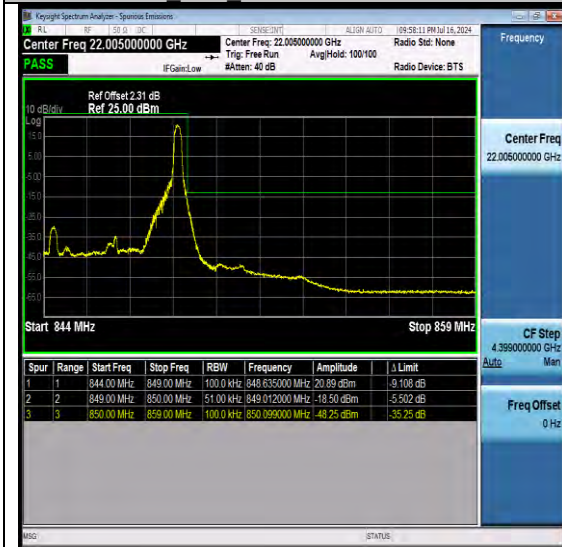 Keysight Spectrum Analyzer - Spurious Emissions
RL RF 50 Ω DC SENSE:INT ALIGN AUTO 09:58:11 PM Jul 16, 2024
Center Freq 22.005000000 GHz
Center Freq: 22.005000000 GHz
Radio Std: None
Trig: Free Run Avg|Hold: 100/100
PASS
IFGain:Low
#Atten: 40 dB
Radio Device: BTS
Frequency
Ref Offset 2.31 dB
10 dB/div Ref 25.00 dBm
Log
15.0
5.00
-5.00
-15.0
-25.0
-35.0
-45.0
-55.0
-65.0
Start 844 MHz Stop 859 MHz
Spur Range Start Freq Stop Freq RBW Frequency Amplitude Δ Limit
1 1 844.00 MHz 849.00 MHz 100.0 kHz 848.635000 MHz 20.89 dBm -9.108 dB
2 2 849.00 MHz 850.00 MHz 51.00 kHz 849.012000 MHz -18.50 dBm -5.502 dB
3 3 850.00 MHz 859.00 MHz 100.0 kHz 850.099000 MHz -48.25 dBm -35.25 dB
Center Freq
22.005000000 GHz
CF Step
4.399000000 GHz
Auto Man
Freq Offset
0 Hz
MSG STATUS